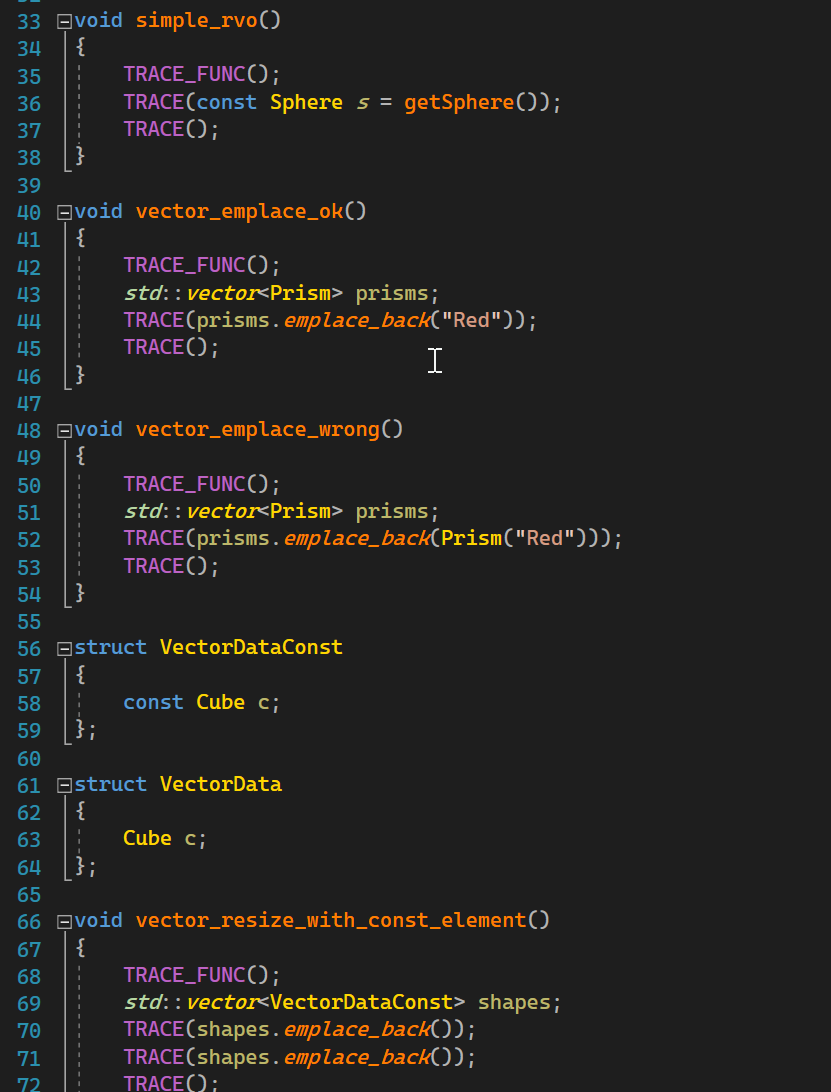 33 void simple_rvo()
34 {
35 TRACE_FUNC();
36 TRACE(const Sphere s = getSphere());
37 TRACE();
38 }
39
40 void vector_emplace_ok()
41 {
42 TRACE_FUNC();
43 std::vector<Prism> prisms;
44 TRACE(prisms.emplace_back("Red"));
45 TRACE();
46 }
47
48 void vector_emplace_wrong()
49 {
50 TRACE_FUNC();
51 std::vector<Prism> prisms;
52 TRACE(prisms.emplace_back(Prism("Red")));
53 TRACE();
54 }
55
56 struct VectorDataConst
57 {
58 const Cube c;
59 };
60
61 struct VectorData
62 {
63 Cube c;
64 };
65
66 void vector_resize_with_const_element()
67 {
68 TRACE_FUNC();
69 std::vector<VectorDataConst> shapes;
70 TRACE(shapes.emplace_back());
71 TRACE(shapes.emplace_back());
72 TRACE();